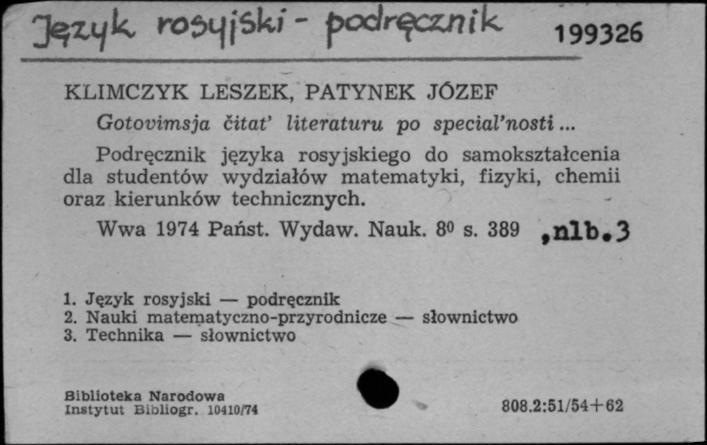 Język rosyjski - podręcznik 199326
KLIMCZYK LESZEK, PATYNEK JÓZEF
Gotovimsja čitat' literaturu po special'nosti ...
Podręcznik języka rosyjskiego do samokształcenia
dla studentów wydziałów matematyki, fizyki, chemii
oraz kierunków technicznych.
Wwa 1974 Państ. Wydaw. Nauk. 8⁰ s. 389 ,nlb.3
1. Język rosyjski — podręcznik
2. Nauki matematyczno-przyrodnicze — słownictwo
3. Technika — słownictwo
Biblioteka Narodowa
Instytut Bibliogr. 10410/74 808.2:51/54+62